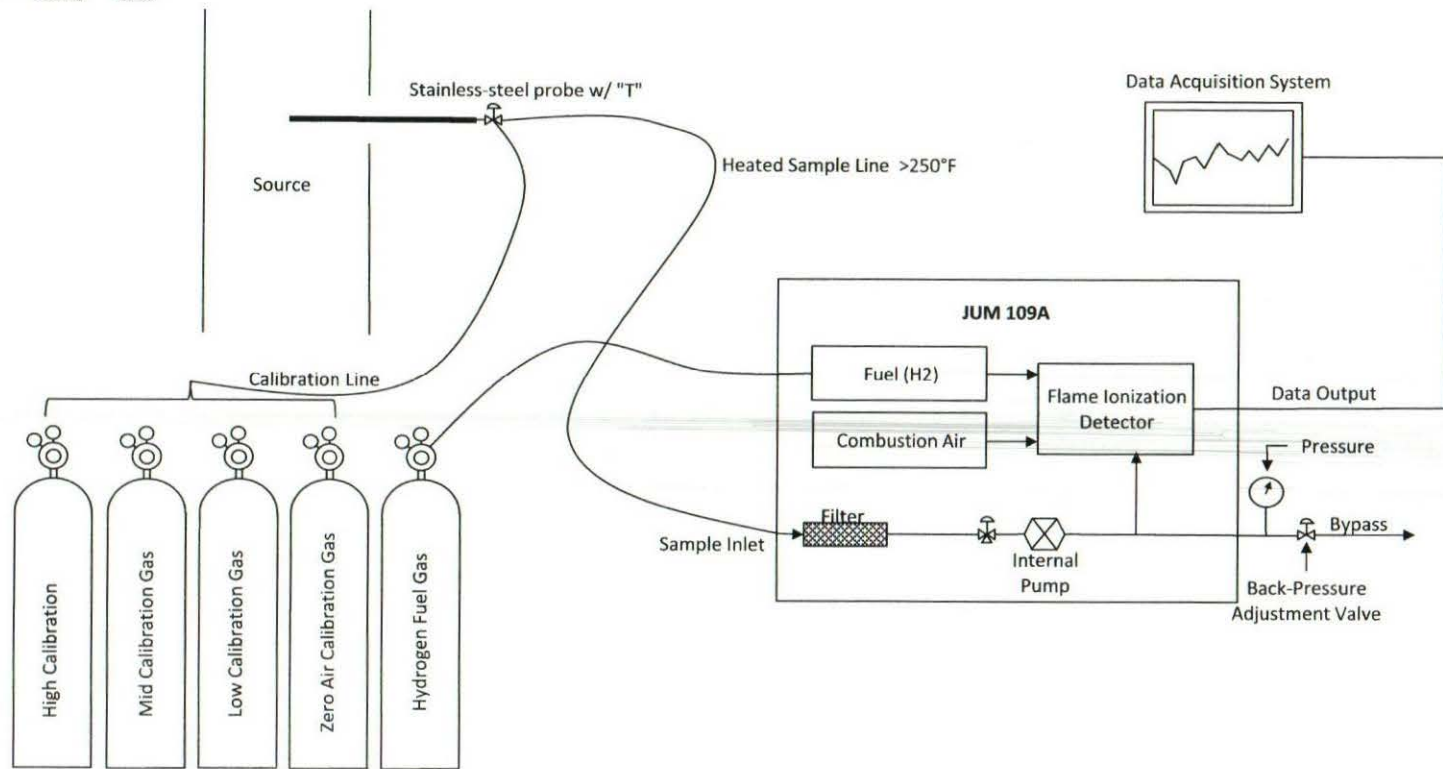 Stainless-steel probe w/ "T"
Data Acquisition System
Heated Sample Line >250°F
Source
JUM 109A
Calibration Line
Fuel (H2)
Flame Ionization
Detector
Data Output
Combustion Air
Pressure
Filter
Sample Inlet
Bypass
Internal
Pump
Back-Pressure
Adjustment Valve
High Calibration
Mid Calibration Gas
Low Calibration Gas
Zero Air Calibration Gas
Hydrogen Fuel Gas